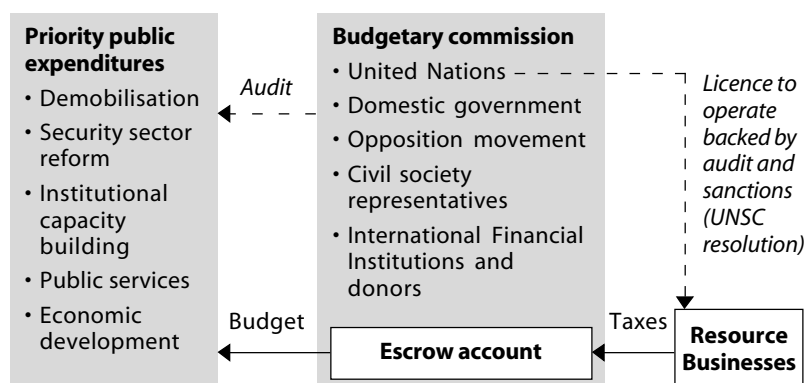 Priority public
expenditures
• Demobilisation
• Security sector
reform
• Institutional
capacity
building
• Public services
• Economic
development
Audit
Budget
Budgetary commission
• United Nations
• Domestic government
• Opposition movement
• Civil society
representatives
• International Financial
Institutions and
donors
Escrow account
Taxes
Licence to
operate
backed by
audit and
sanctions
(UNSC
resolution)
Resource
Businesses